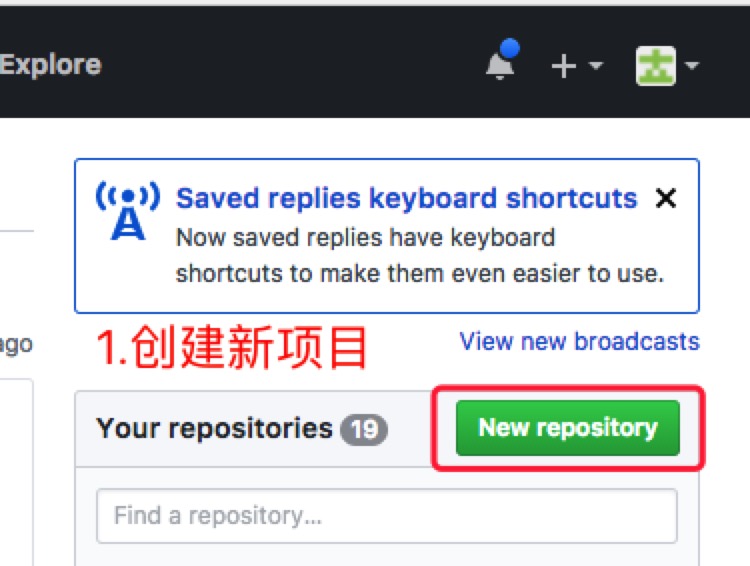 Explore
Saved replies keyboard shortcuts
Now saved replies have keyboard
shortcuts to make them even easier to use.
ago
1.创建新项目
View new broadcasts
Your repositories 19
New repository
Find a repository...